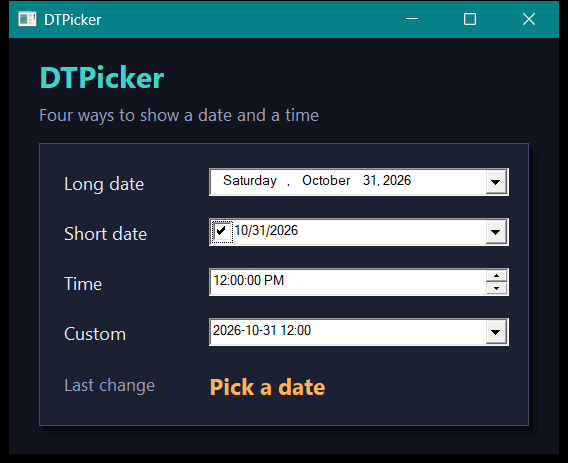 DTPicker
DTPicker
Four ways to show a date and a time
Long date Saturday , October 31, 2026
Short date 10/31/2026
Time 12:00:00 PM
Custom 2026-10-31 12:00
Last change Pick a date